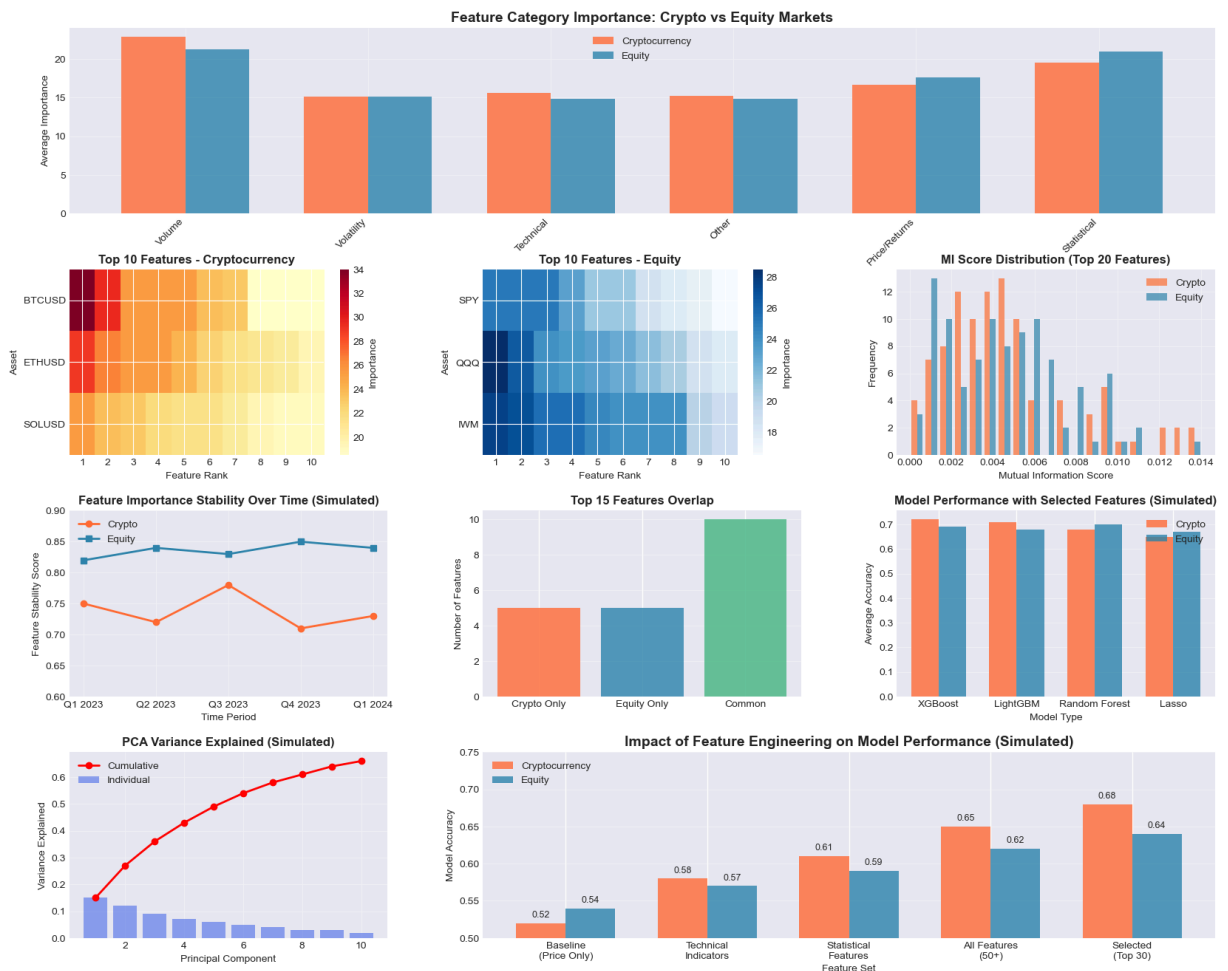 Feature Category Importance: Crypto vs Equity Markets
Cryptocurrency
Equity
Average Importance
20
15
10
5
0
Volume
Volatility
Technical
Other
Price/Returns
Statistical
Top 10 Features - Cryptocurrency
BTCUSD
ETHUSD
SOLUSD
Asset
1 2 3 4 5 6 7 8 9 10
Feature Rank
34
32
30
28
26
24
22
20
Importance
Top 10 Features - Equity
SPY
QQQ
IWM
Asset
1 2 3 4 5 6 7 8 9 10
Feature Rank
28
26
24
22
20
18
Importance
MI Score Distribution (Top 20 Features)
Crypto
Equity
Frequency
12
10
8
6
4
2
0
0.000 0.002 0.004 0.006 0.008 0.010 0.012 0.014
Mutual Information Score
Feature Importance Stability Over Time (Simulated)
Crypto
Equity
Feature Stability Score
0.90
0.85
0.80
0.75
0.70
0.65
0.60
Q1 2023 Q2 2023 Q3 2023 Q4 2023 Q1 2024
Time Period
Top 15 Features Overlap
Number of Features
10
8
6
4
2
0
Crypto Only Equity Only Common
Model Performance with Selected Features (Simulated)
Crypto
Equity
Average Accuracy
0.7
0.6
0.5
0.4
0.3
0.2
0.1
0.0
XGBoost LightGBM Random Forest Lasso
Model Type
PCA Variance Explained (Simulated)
Cumulative
Individual
Variance Explained
0.6
0.5
0.4
0.3
0.2
0.1
0.0
2 4 6 8 10
Principal Component
Impact of Feature Engineering on Model Performance (Simulated)
Cryptocurrency
Equity
Model Accuracy
0.75
0.70
0.65
0.60
0.55
0.50
0.52 0.54
0.58 0.57
0.61 0.59
0.65 0.62
0.68 0.64
Baseline
(Price Only)
Technical
Indicators
Statistical
Features
All Features
(50+)
Selected
(Top 30)
Feature Set